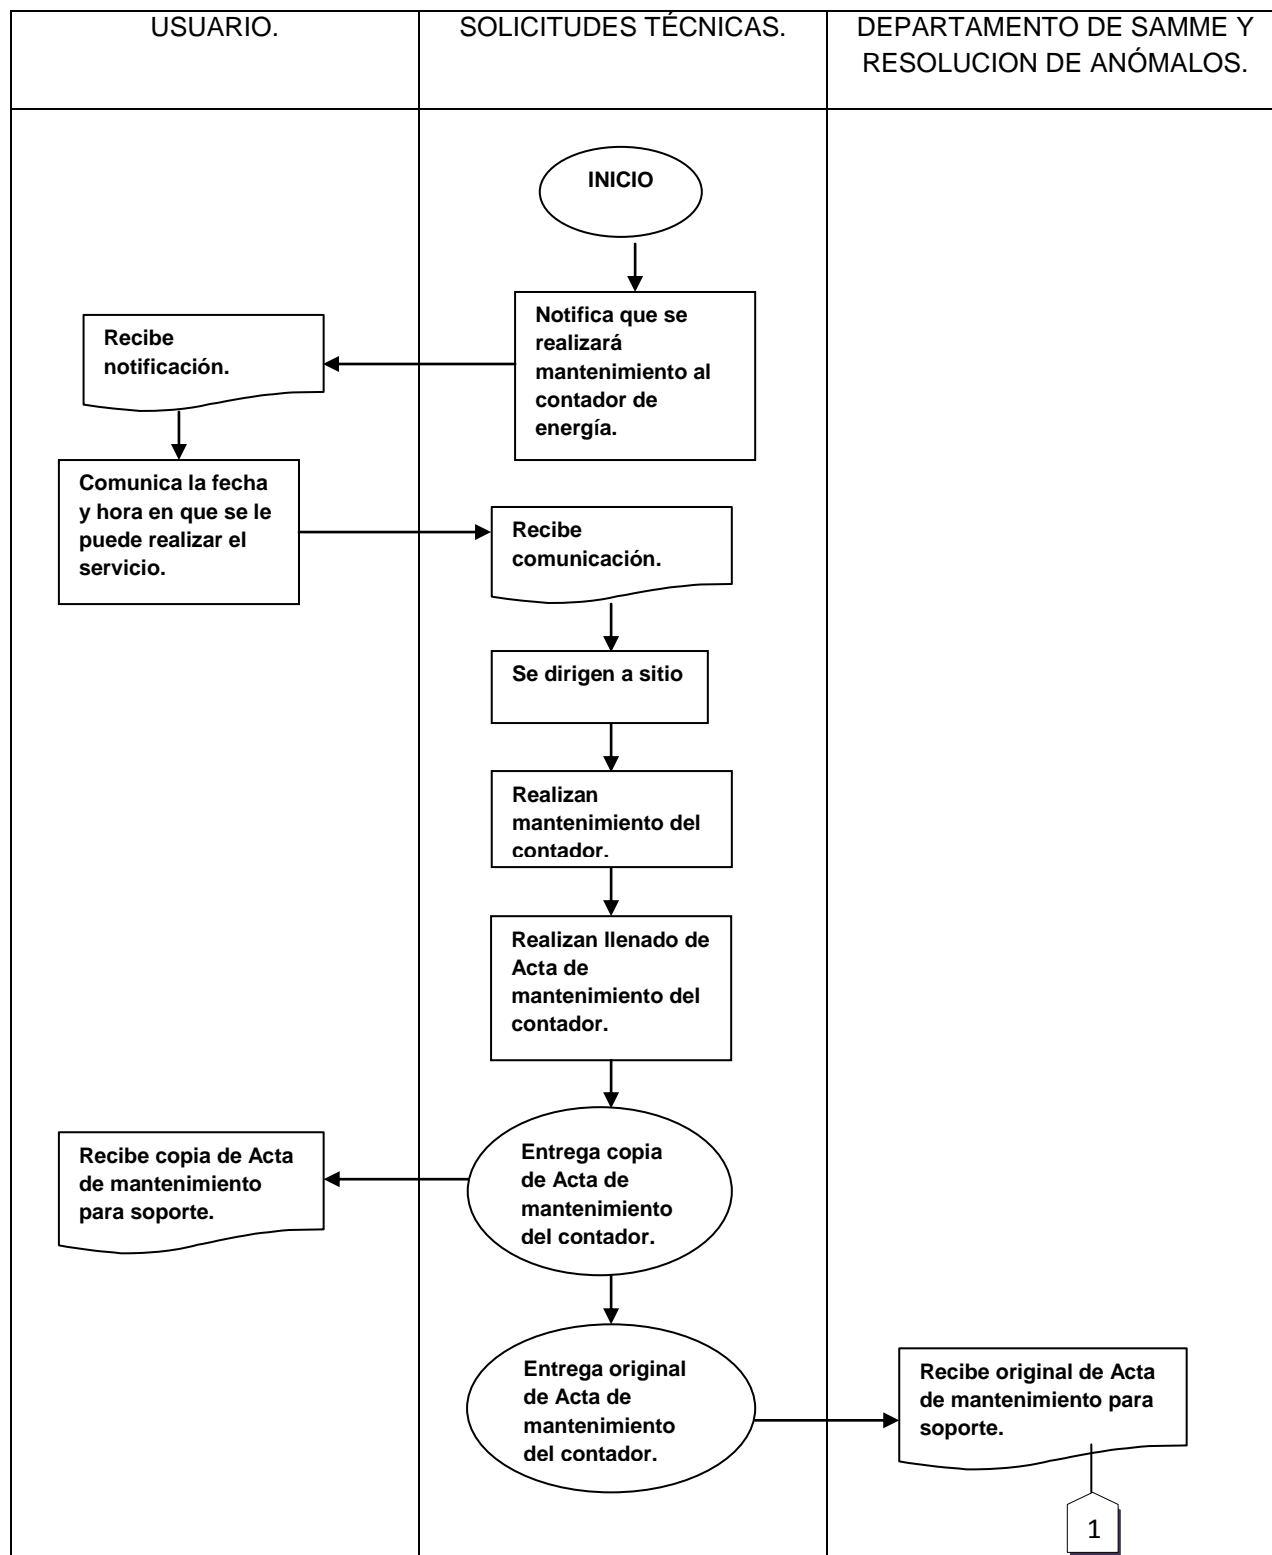 USUARIO.
SOLICITUDES TÉCNICAS.
DEPARTAMENTO DE SAMME Y
RESOLUCION DE ANÓMALOS.
INICIO
Notifica que se
realizará
mantenimiento al
contador de
energía.
Recibe
notificación.
Comunica la fecha
y hora en que se le
puede realizar el
servicio.
Recibe
comunicación.
Se dirigen a sitio
Realizan
mantenimiento del
contador.
Realizan llenado de
Acta de
mantenimiento del
contador.
Entrega copia
de Acta de
mantenimiento
del contador.
Recibe copia de Acta
de mantenimiento
para soporte.
Entrega original
de Acta de
mantenimiento
del contador.
Recibe original de Acta
de mantenimiento para
soporte.
1